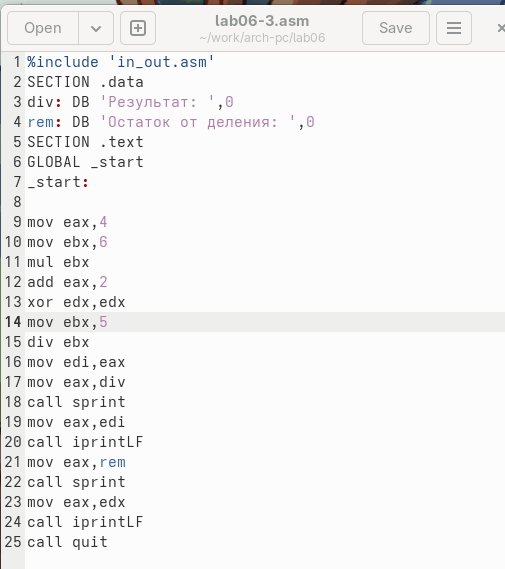 Open
lab06-3.asm
~/work/arch-pc/lab06
Save
1 %include 'in_out.asm'
2 SECTION .data
3 div: DB 'Результат: ',0
4 rem: DB 'Остаток от деления: ',0
5 SECTION .text
6 GLOBAL _start
7 _start:
8
9 mov eax,4
10 mov ebx,6
11 mul ebx
12 add eax,2
13 xor edx,edx
14 mov ebx,5
15 div ebx
16 mov edi,eax
17 mov eax,div
18 call sprint
19 mov eax,edi
20 call iprintLF
21 mov eax,rem
22 call sprint
23 mov eax,edx
24 call iprintLF
25 call quit